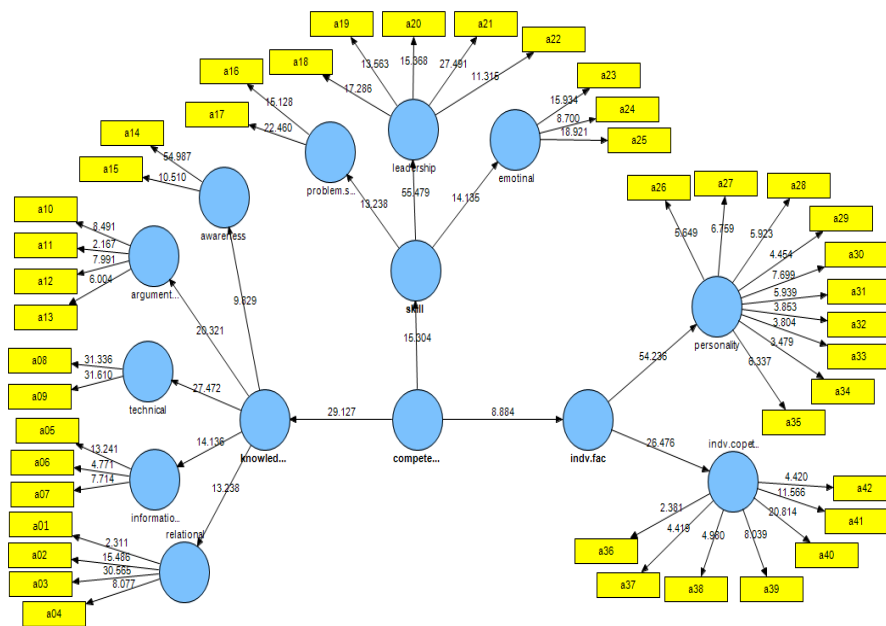 a19
a20
a21
a22
a18
a16
a17
a23
a24
a25
13.563
15.368
27.491
11.315
17.286
15.128
22.460
15.934
8.700
18.921
leadership
problem.s...
emotinal
a14
a15
54.987
10.510
awareness
13.238
55.479
14.135
a26
a27
a28
a29
a30
a31
a32
a33
a34
a35
5.649
6.759
5.923
4.454
7.699
5.939
3.853
3.804
3.479
6.337
personality
a10
a11
a12
a13
8.491
2.167
7.991
6.004
argument...
skill
9.829
20.321
15.304
54.236
a08
a09
31.336
31.610
technical
27.472
29.127
8.884
knowled...
compete...
indv.fac
26.476
a05
a06
a07
13.241
4.771
7.714
informatio...
14.136
13.238
indv.copet...
a01
a02
a03
a04
2.311
15.486
30.565
8.077
relational
4.420
11.566
20.814
8.039
4.980
4.419
2.381
a42
a41
a40
a39
a38
a37
a36